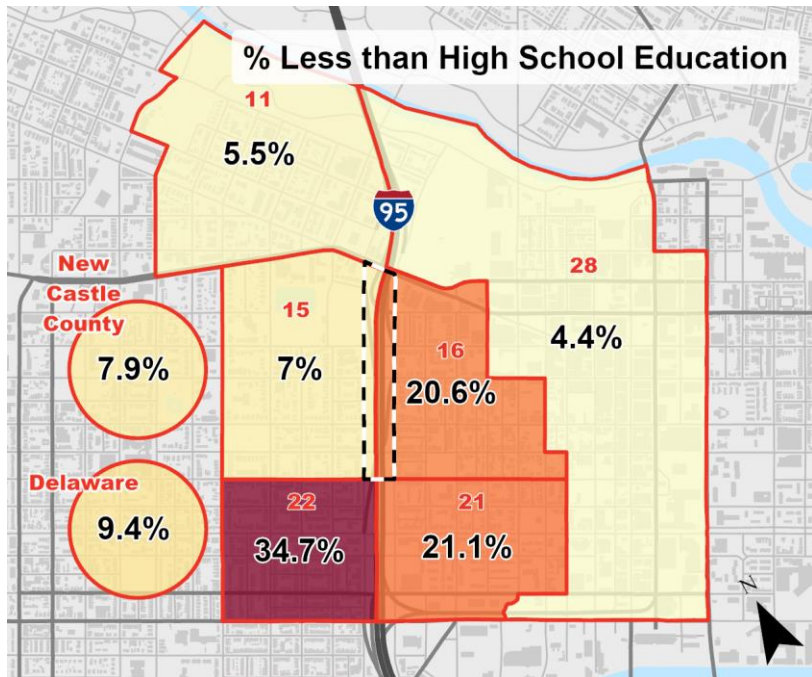 % Less than High School Education
11
5.5%
95
28
4.4%
New
Castle
County
7.9%
15
7%
16
20.6%
Delaware
9.4%
22
34.7%
21
21.1%
N